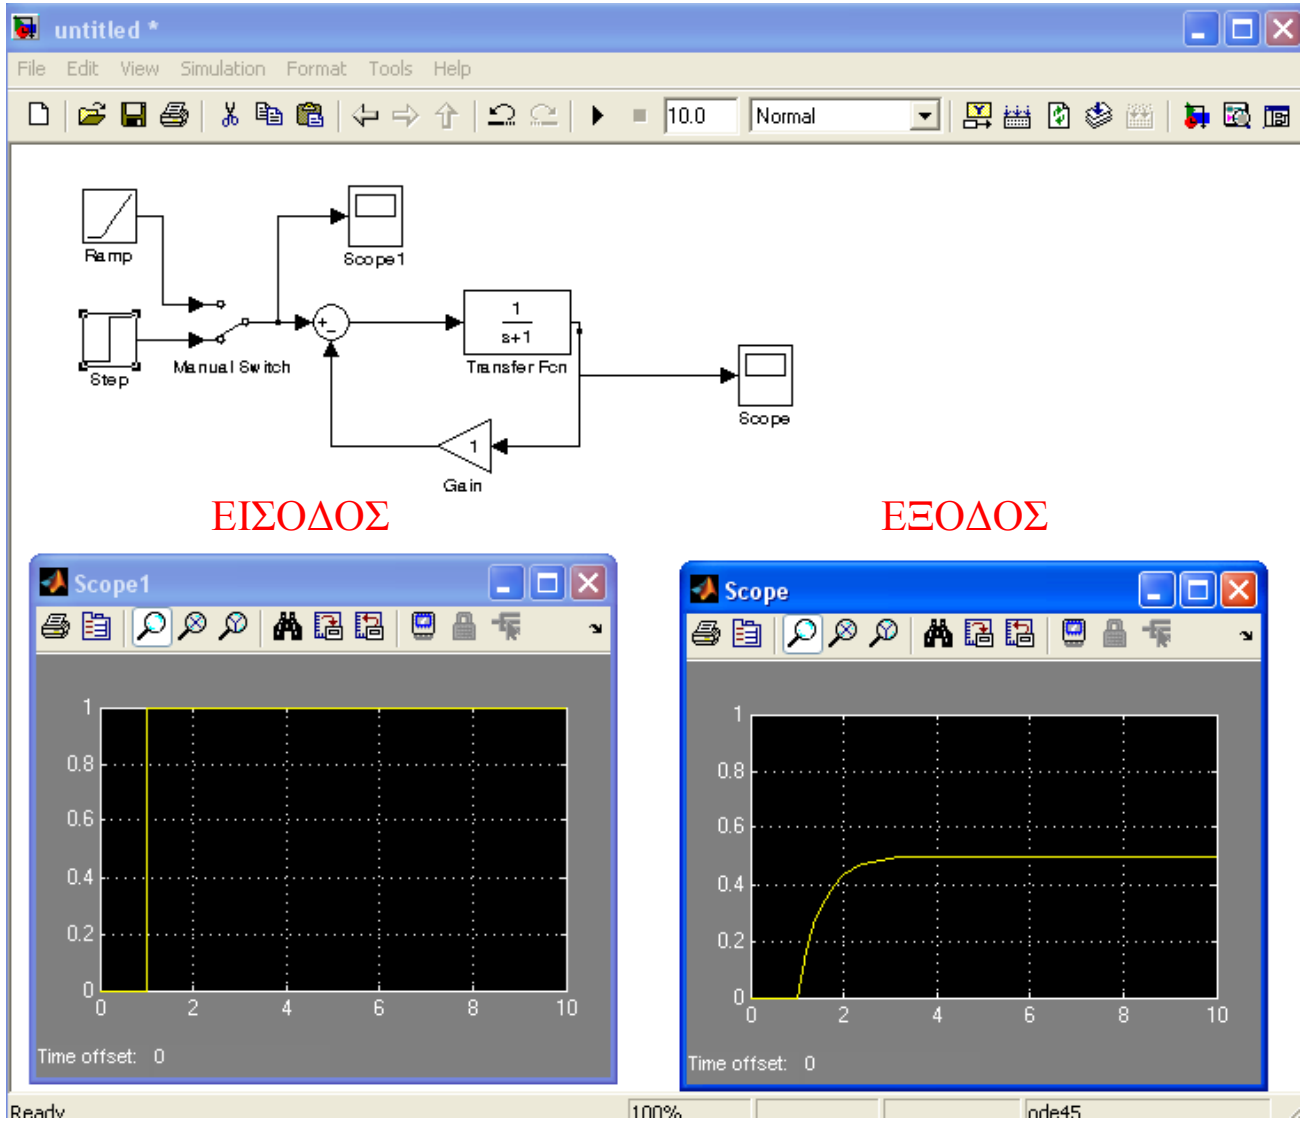 untitled *
File Edit View Simulation Format Tools Help
10.0 Normal
Ramp
Scope1
1
s+1
Transfer Fcn
Manual Switch
Step
Scope
1
Gain
ΕΙΣΟΔΟΣ ΕΞΟΔΟΣ
Scope1
1
0.8
0.6
0.4
0.2
0
0 2 4 6 8 10
Time offset: 0
Scope
1
0.8
0.6
0.4
0.2
0
0 2 4 6 8 10
Time offset: 0
Ready 100% ode45